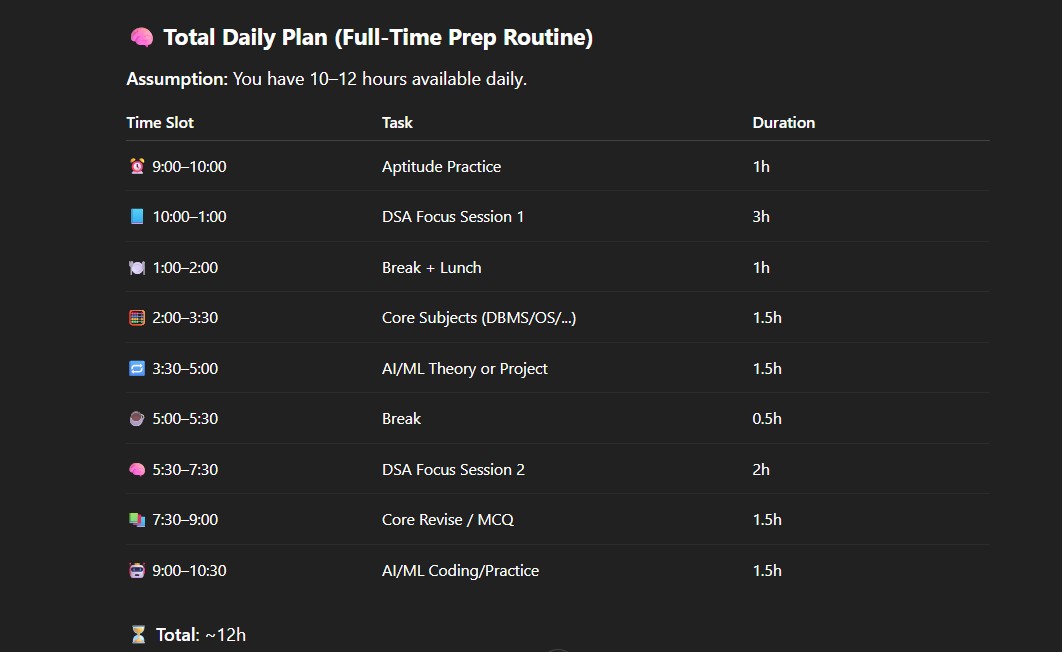 🧠 Total Daily Plan (Full-Time Prep Routine)
Assumption: You have 10–12 hours available daily.
Time Slot Task Duration
⏰ 9:00–10:00 Aptitude Practice 1h
📘 10:00–1:00 DSA Focus Session 1 3h
🍽️ 1:00–2:00 Break + Lunch 1h
🧮 2:00–3:30 Core Subjects (DBMS/OS/...) 1.5h
🔁 3:30–5:00 AI/ML Theory or Project 1.5h
☕ 5:00–5:30 Break 0.5h
🧠 5:30–7:30 DSA Focus Session 2 2h
📚 7:30–9:00 Core Revise / MCQ 1.5h
🤖 9:00–10:30 AI/ML Coding/Practice 1.5h
⏳ Total: ~12h